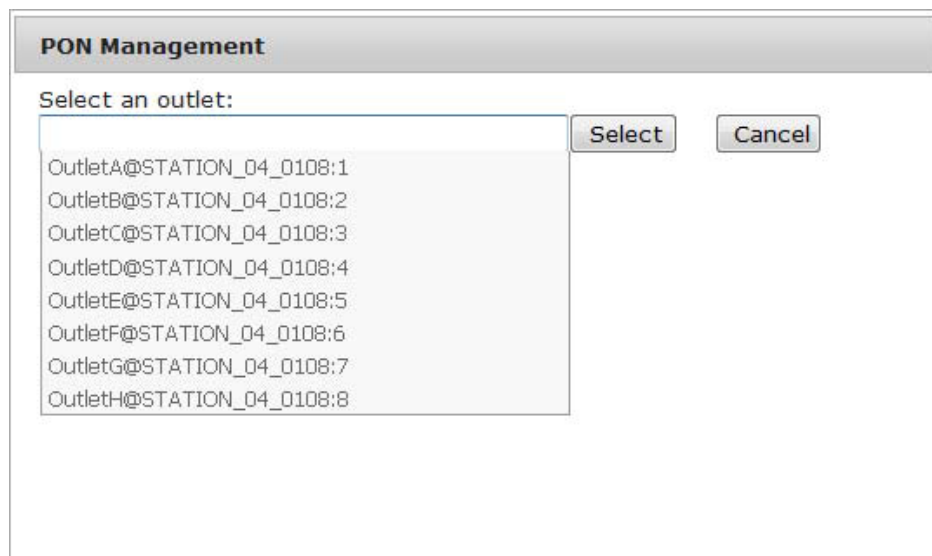 PON Management
Select an outlet:
Select Cancel
OutletA@STATION_04_0108:1
OutletB@STATION_04_0108:2
OutletC@STATION_04_0108:3
OutletD@STATION_04_0108:4
OutletE@STATION_04_0108:5
OutletF@STATION_04_0108:6
OutletG@STATION_04_0108:7
OutletH@STATION_04_0108:8